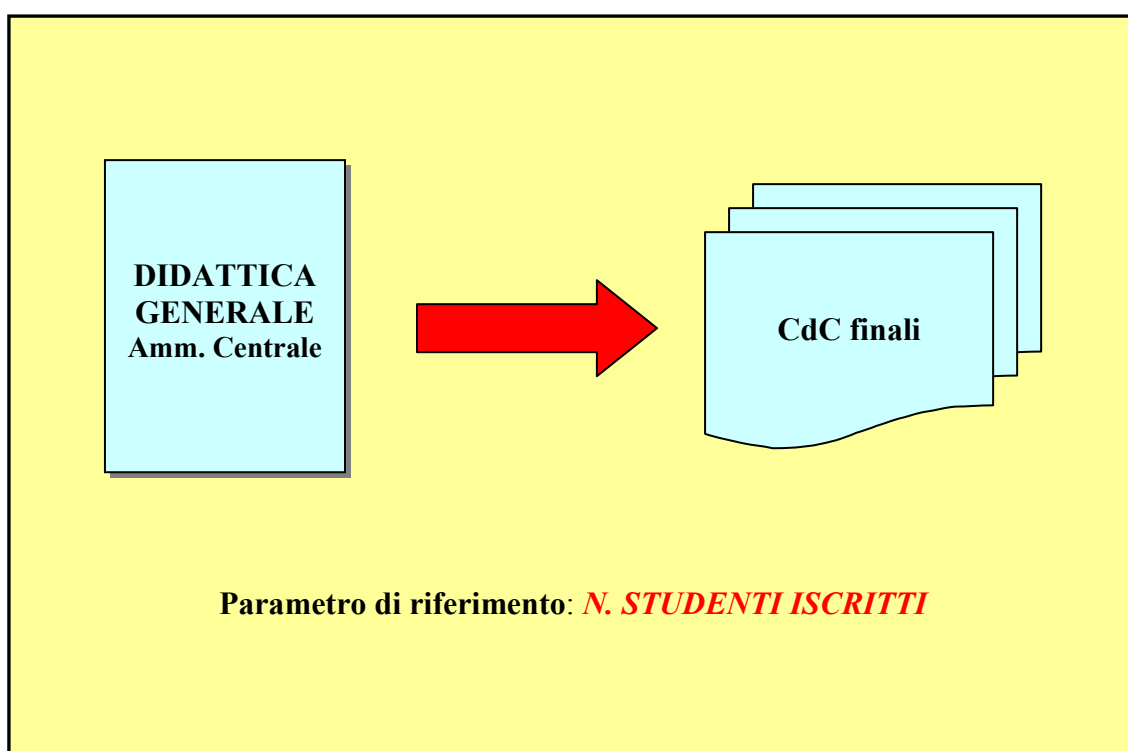 DIDATTICA
GENERALE
Amm. Centrale
CdC finali
Parametro di riferimento: N. STUDENTI ISCRITTI